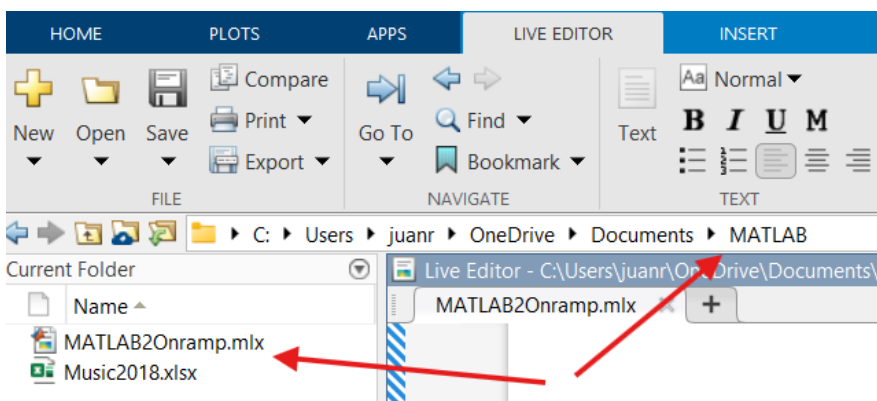 HOME PLOTS APPS LIVE EDITOR INSERT
New Open Save Compare Print Export Go To Find Bookmark Text Aa Normal B I U M
FILE NAVIGATE TEXT
C: Users juanr OneDrive Documents MATLAB
Current Folder
Live Editor - C:\Users\juanr\OneDrive\Documents\
Name
MATLAB2Onramp.mlx
MATLAB2Onramp.mlx
Music2018.xlsx